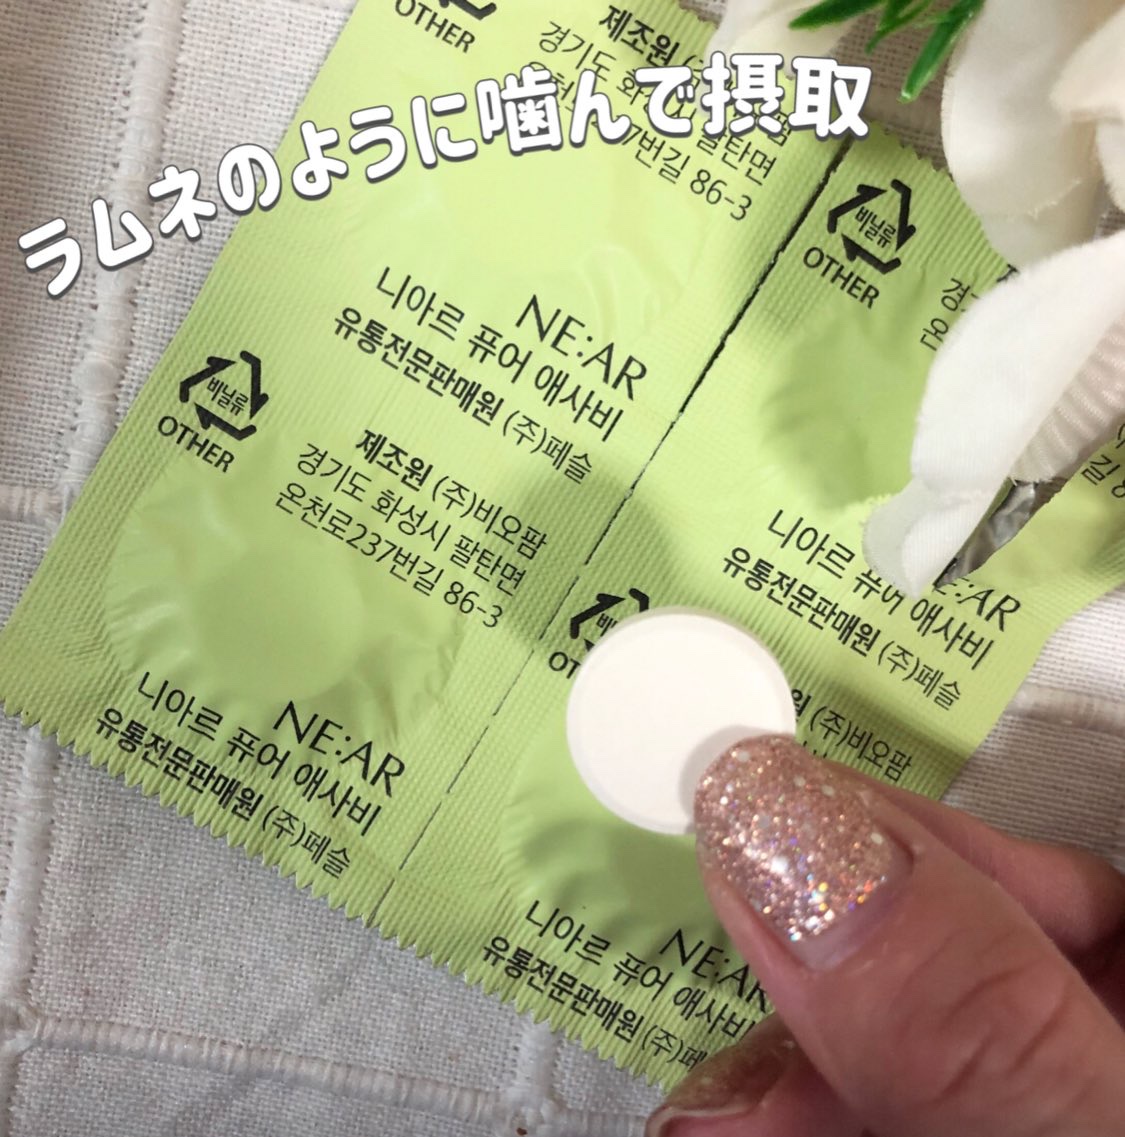 ラムネのように噛んで摂取
OTHER
제조원
경기도
팔탄면
번길 86-3
비닐류
OTHER
NE:AR
니아르 퓨어 애사비
유통전문판매원 (주)페슬
비닐류
OTHER
제조원 (주)비오팜
경기도 화성시 팔탄면
온천로237번길 86-3
니아르 퓨어 애사비
유통전문판매원 (주)페슬
(주)비오팜
NE:AR
니아르 퓨어 애사비
유통전문판매원 (주)페슬
NE:AR
니아르 퓨어 애사비
유통전문판매원